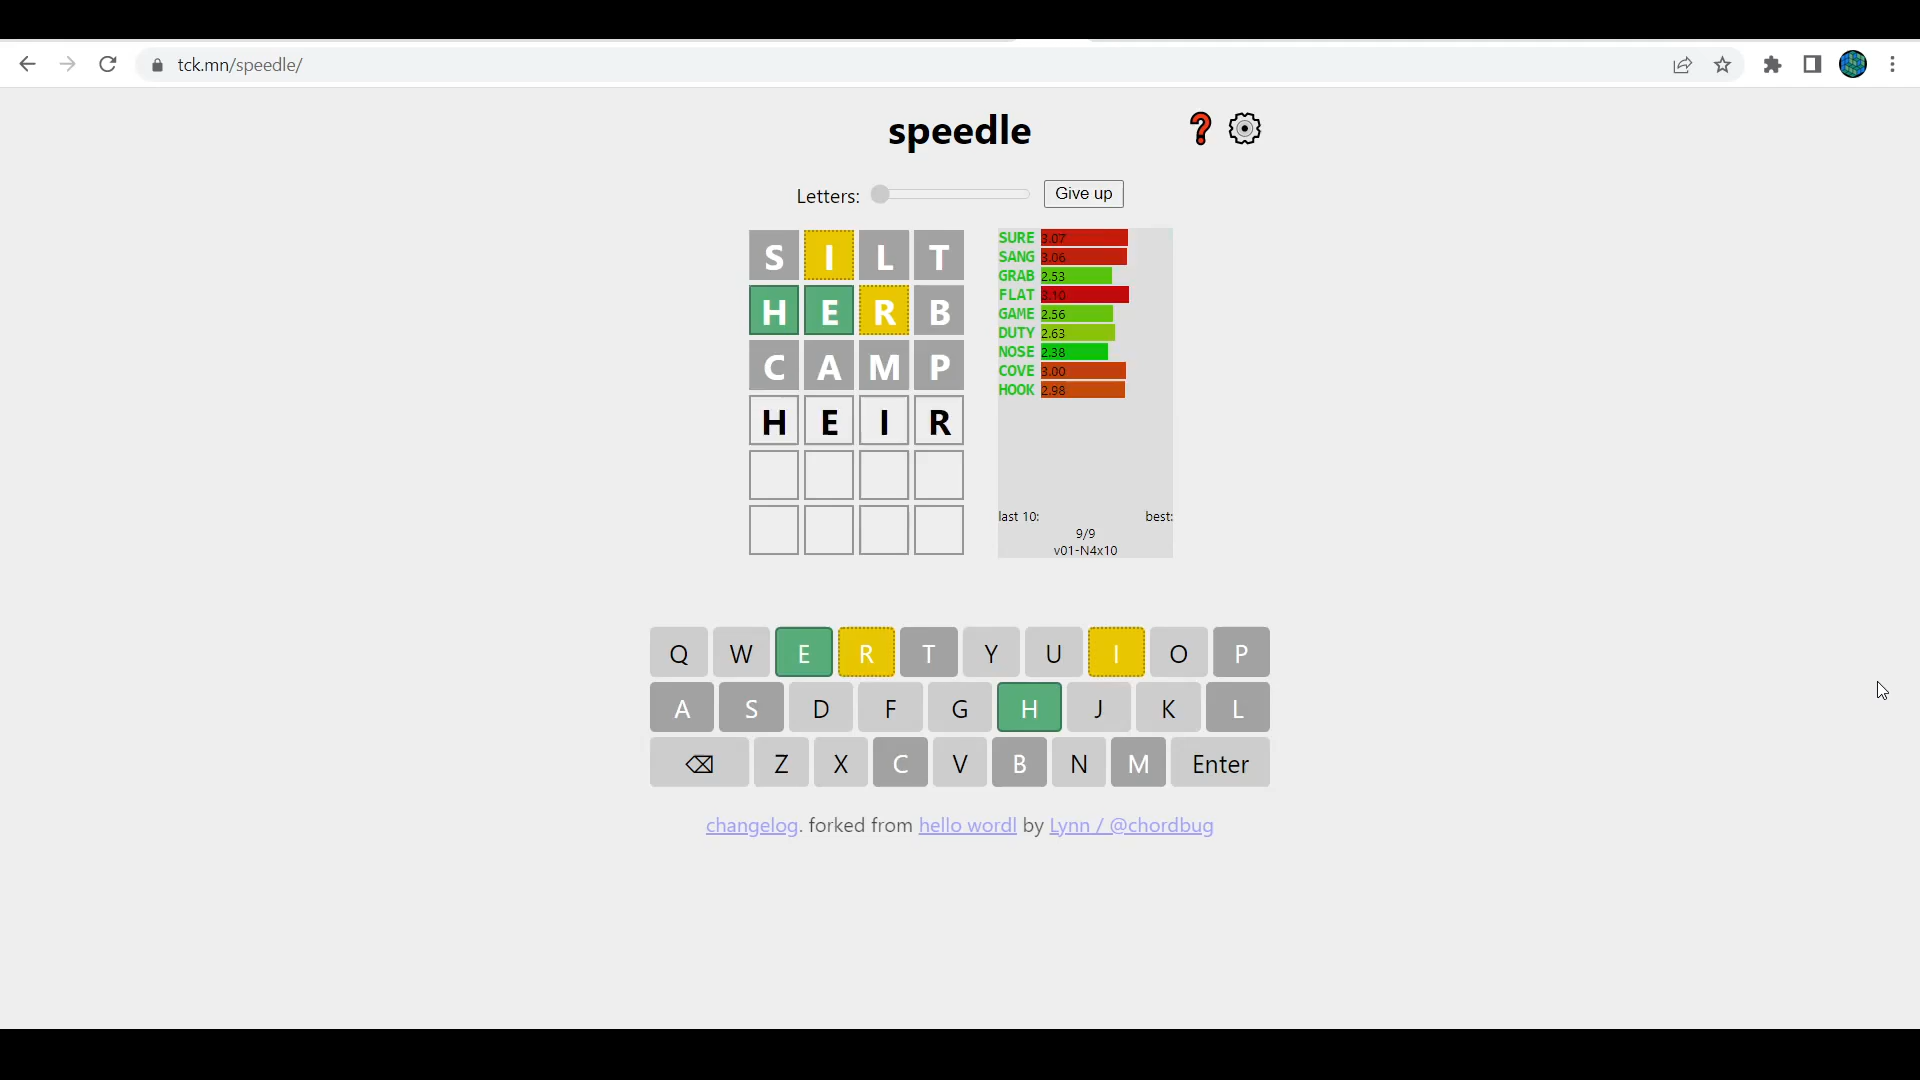 tck.mn/speedle/
speedle
Letters: Give up
S I L T
H E R B
C A M P
H E I R
SURE 3.07
SANG 3.06
GRAB 2.53
FLAT 3.10
GAME 2.56
DUTY 2.63
NOSE 2.38
COVE 3.00
HOOK 2.98
last 10: best:
9/9
v01-N4x10
Q W E R T Y U I O P
A S D F G H J K L
Z X C V B N M Enter
changelog. forked from hello wordl by Lynn / @chordbug